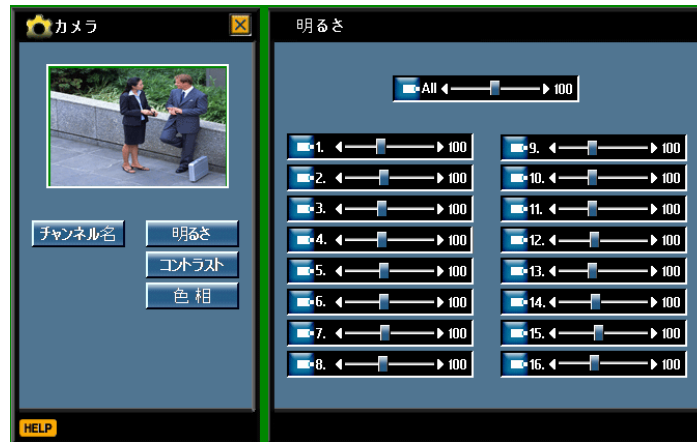 カメラ
チャンネル名
明るさ
コントラスト
色相
HELP
明るさ
All 100
1. 100
2. 100
3. 100
4. 100
5. 100
6. 100
7. 100
8. 100
9. 100
10. 100
11. 100
12. 100
13. 100
14. 100
15. 100
16. 100